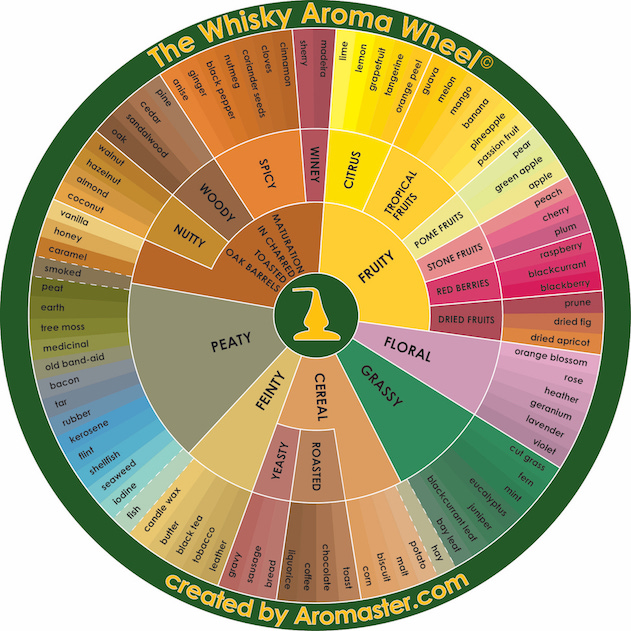 The Whisky Aroma Wheel©
sherry
madeira
lime
lemon
grapefruit
tangerine
orange peel
guava
melon
mango
banana
pineapple
passion fruit
pear
green apple
apple
peach
cherry
plum
raspberry
blackcurrant
blackberry
prune
dried fig
dried apricot
orange blossom
rose
heather
geranium
lavender
violet
cut grass
fern
mint
eucalyptus
juniper
blackcurrant leaf
bay leaf
hay
potato
malt
biscuit
corn
toast
chocolate
coffee
liquorice
bread
sausage
gravy
leather
tobacco
black tea
butter
candle wax
fish
iodine
seaweed
shellfish
flint
kerosene
rubber
tar
bacon
old band-aid
medicinal
tree moss
earth
peat
smoked
caramel
honey
vanilla
coconut
almond
hazelnut
walnut
oak
sandalwood
cedar
pine
anise
ginger
black pepper
nutmeg
coriander seeds
cloves
cinnamon
WINEY
CITRUS
TROPICAL
FRUITS
POME FRUITS
STONE FRUITS
RED BERRIES
DRIED FRUITS
FRUITY
FLORAL
GRASSY
CEREAL
ROASTED
YEASTY
FEINTY
PEATY
NUTTY
WOODY
SPICY
MATURATION
IN CHARRED
TOASTED
OAK BARRELS
created by Aromaster.com